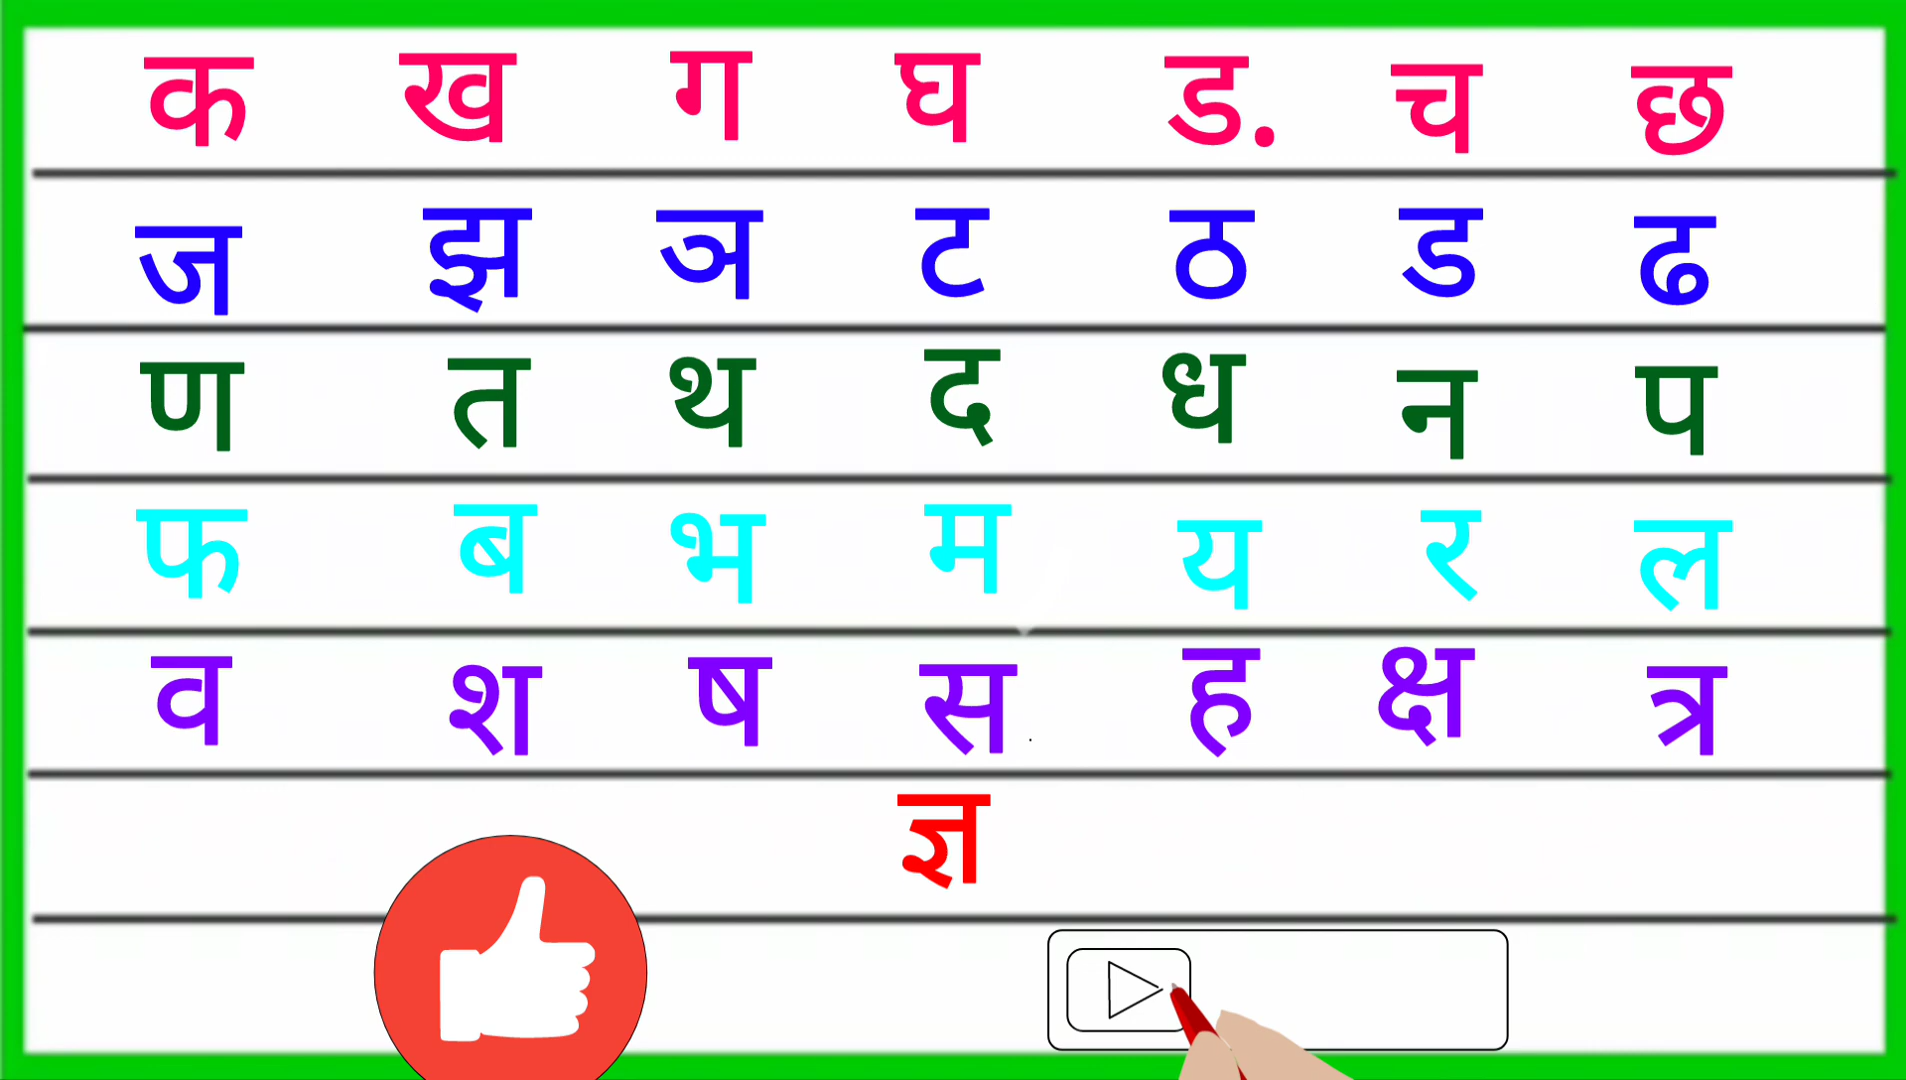 क ख ग घ ड. च छ
ज झ ञ ट ठ ड ढ
ण त थ द ध न प
फ ब भ म य र ल
व श ष स ह क्ष त्र
ज्ञ